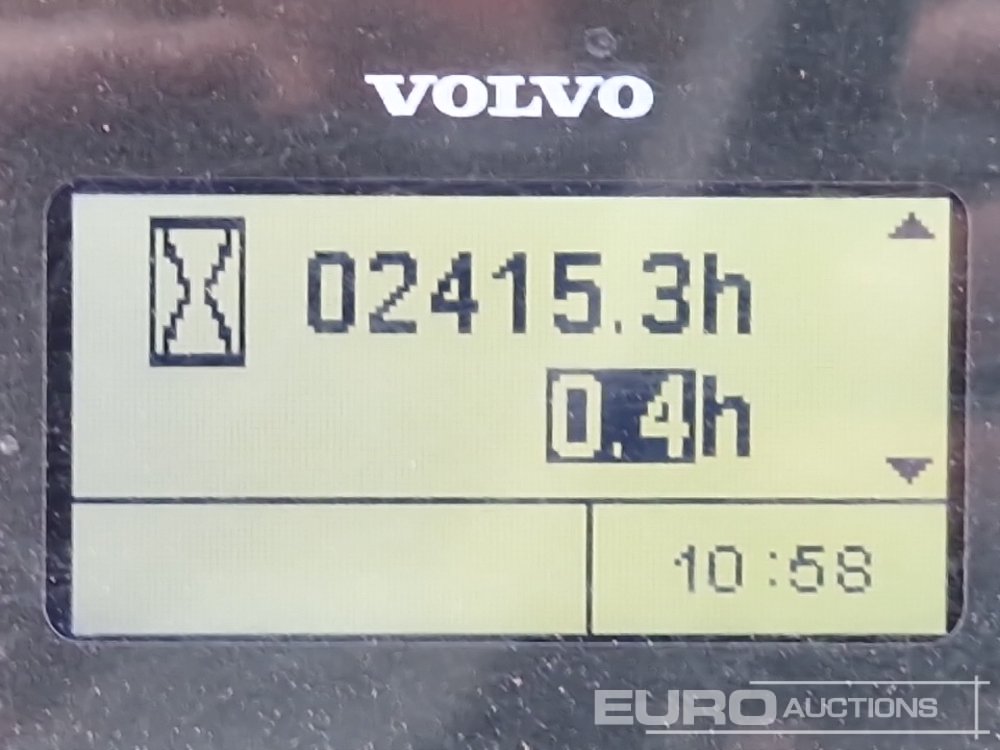 VOLVO
02415.3h
0.4h
10:58
EURO AUCTIONS